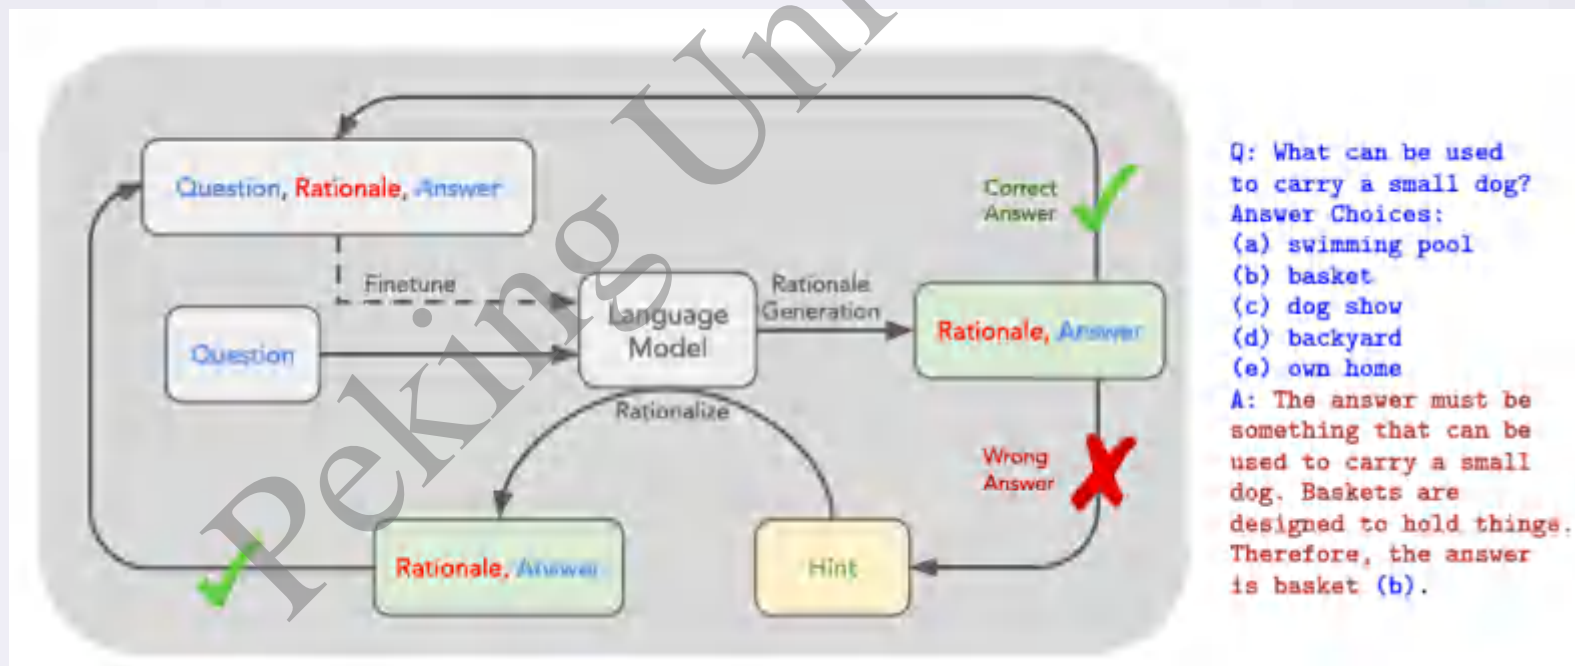 Question, Rationale, Answer
Correct
Answer
Finetune
Language
Model
Rationale
Generation
Question
Rationale, Answer
Rationalize
Wrong
Answer
Rationale, Answer
Hint
Q: What can be used
to carry a small dog?
Answer Choices:
(a) swimming pool
(b) basket
(c) dog show
(d) backyard
(e) own home
A: The answer must be
something that can be
used to carry a small
dog. Baskets are
designed to hold things.
Therefore, the answer
is basket (b).
Peking Uni